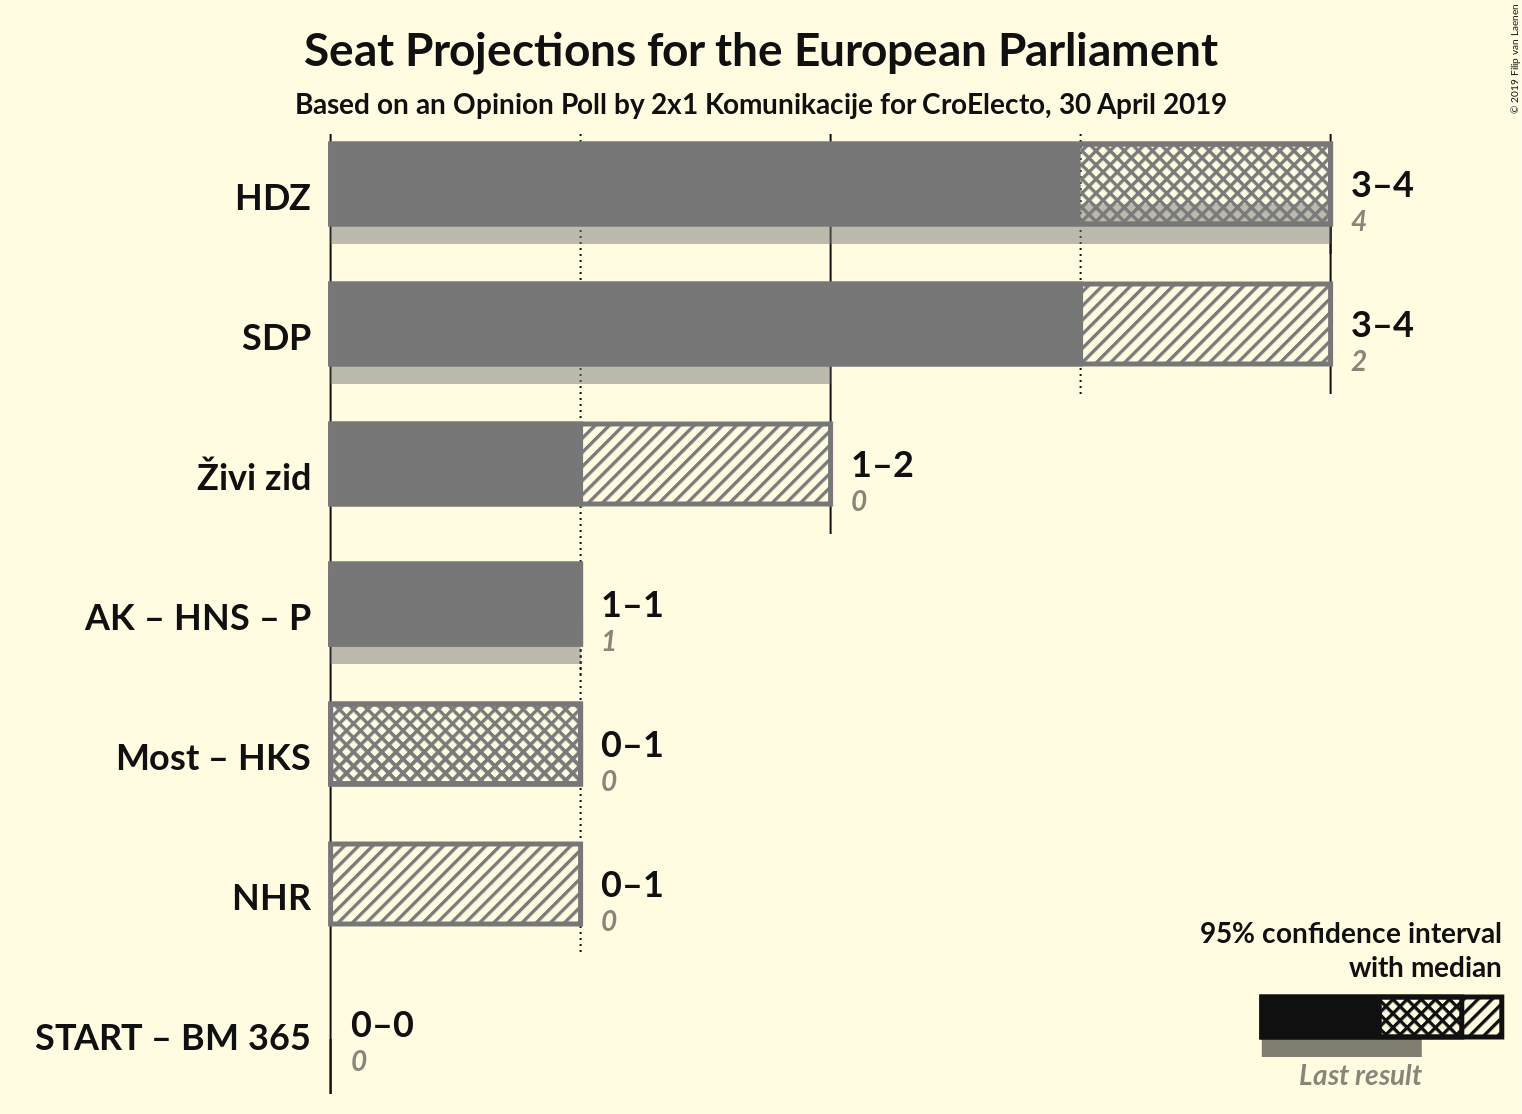 Seat Projections for the European Parliament
Based on an Opinion Poll by 2x1 Komunikacije for CroElecto, 30 April 2019
© 2019 Filip van Laenen
HDZ
3–4
4
SDP
3–4
2
Živi zid
1–2
0
AK – HNS – P
1–1
1
Most – HKS
0–1
0
NHR
0–1
0
START – BM 365
0–0
0
95% confidence interval
with median
Last result